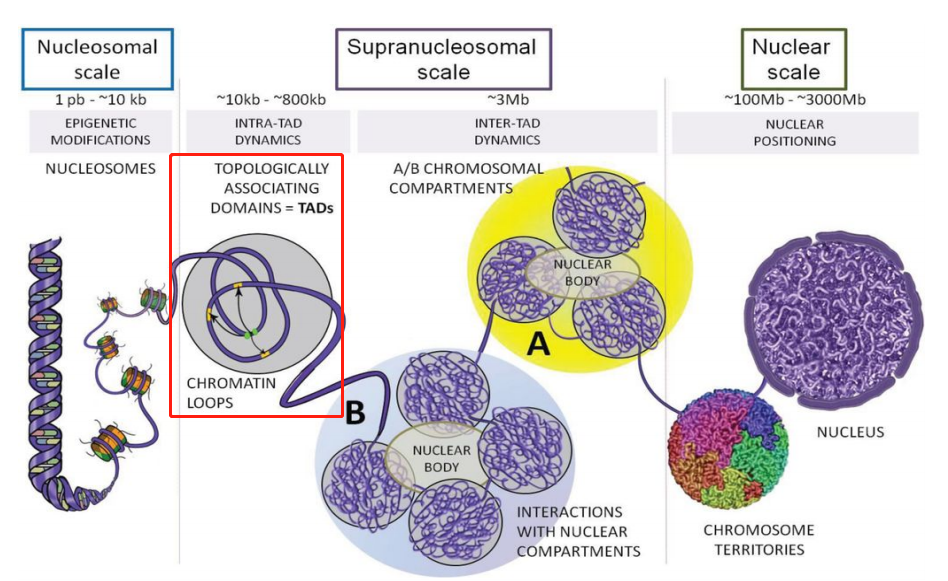 Nucleosomal
scale
Supranucleosomal
scale
Nuclear
scale
1 pb - ~10 kb
~10kb - ~800kb
~3Mb
~100Mb - ~3000Mb
EPIGENETIC
MODIFICATIONS
INTRA-TAD
DYNAMICS
INTER-TAD
DYNAMICS
NUCLEAR
POSITIONING
NUCLEOSOMES
TOPOLOGICALLY
ASSOCIATING
DOMAINS = TADs
A/B CHROMOSOMAL
COMPARTMENTS
NUCLEAR
BODY
A
CHROMATIN
LOOPS
B
NUCLEUS
NUCLEAR
BODY
INTERACTIONS
WITH NUCLEAR
COMPARTMENTS
CHROMOSOME
TERRITORIES